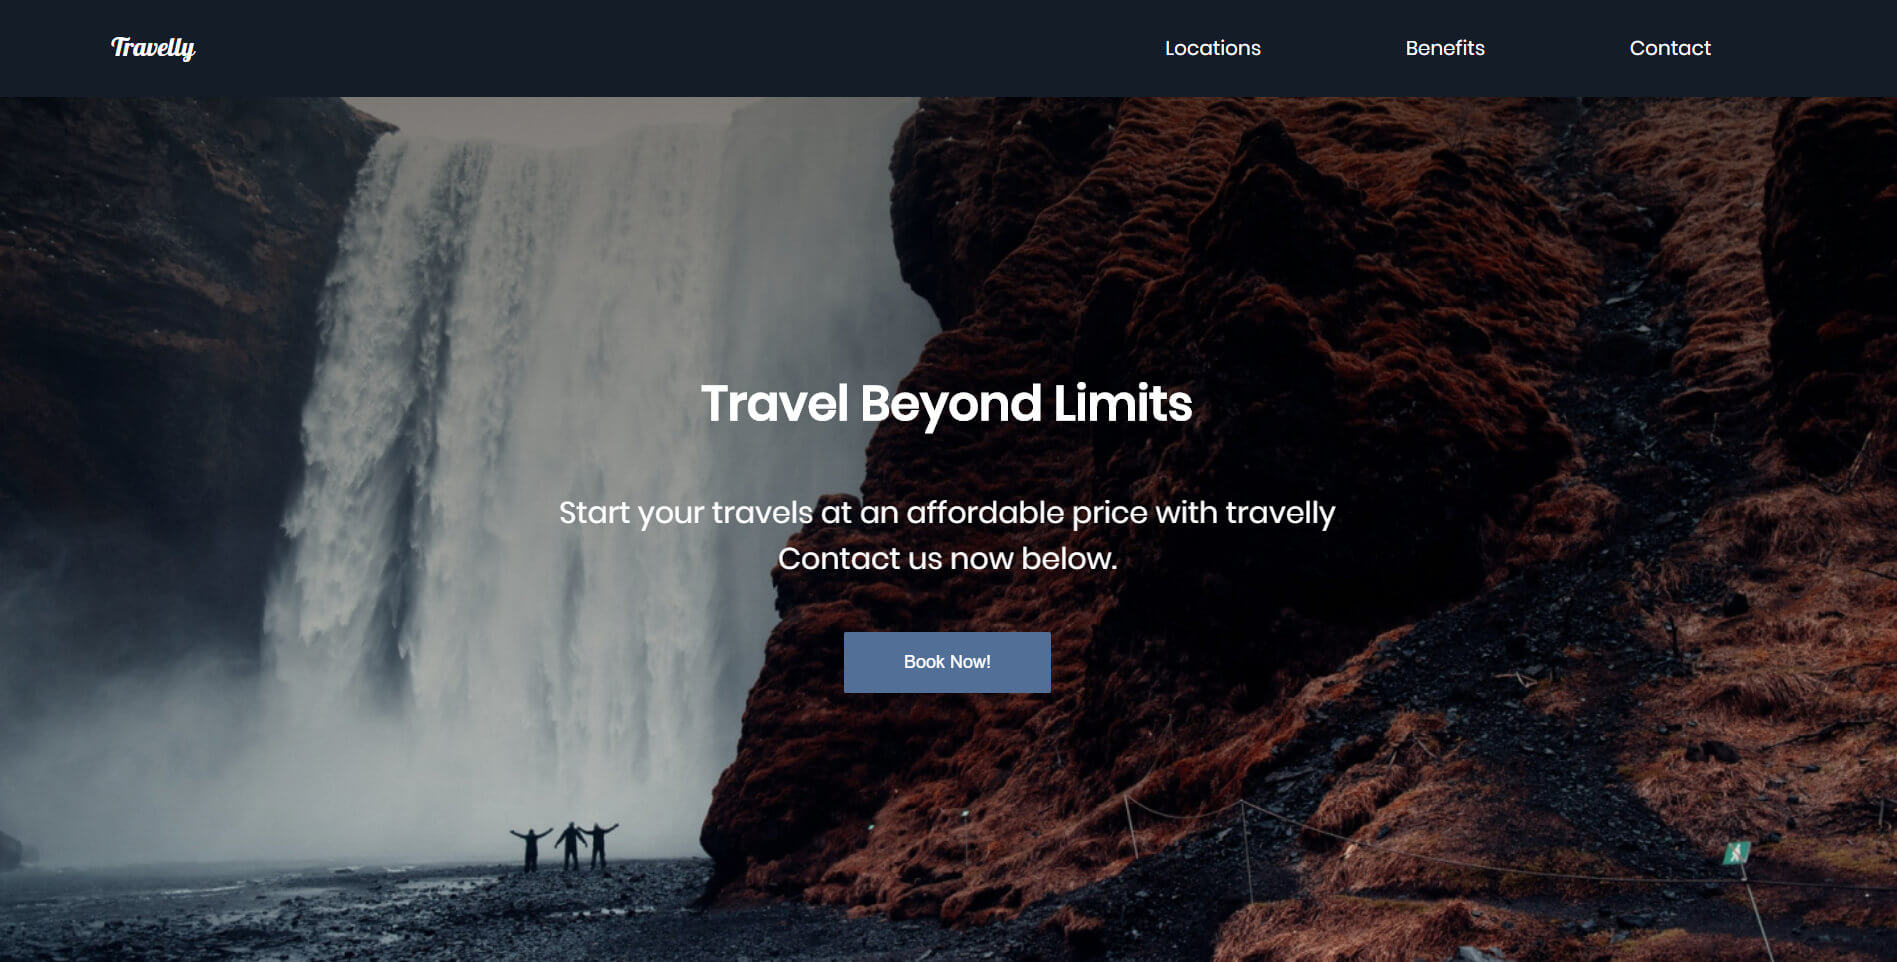 Travelly
Locations
Benefits
Contact
Travel Beyond Limits
Start your travels at an affordable price with travelly
Contact us now below.
Book Now!